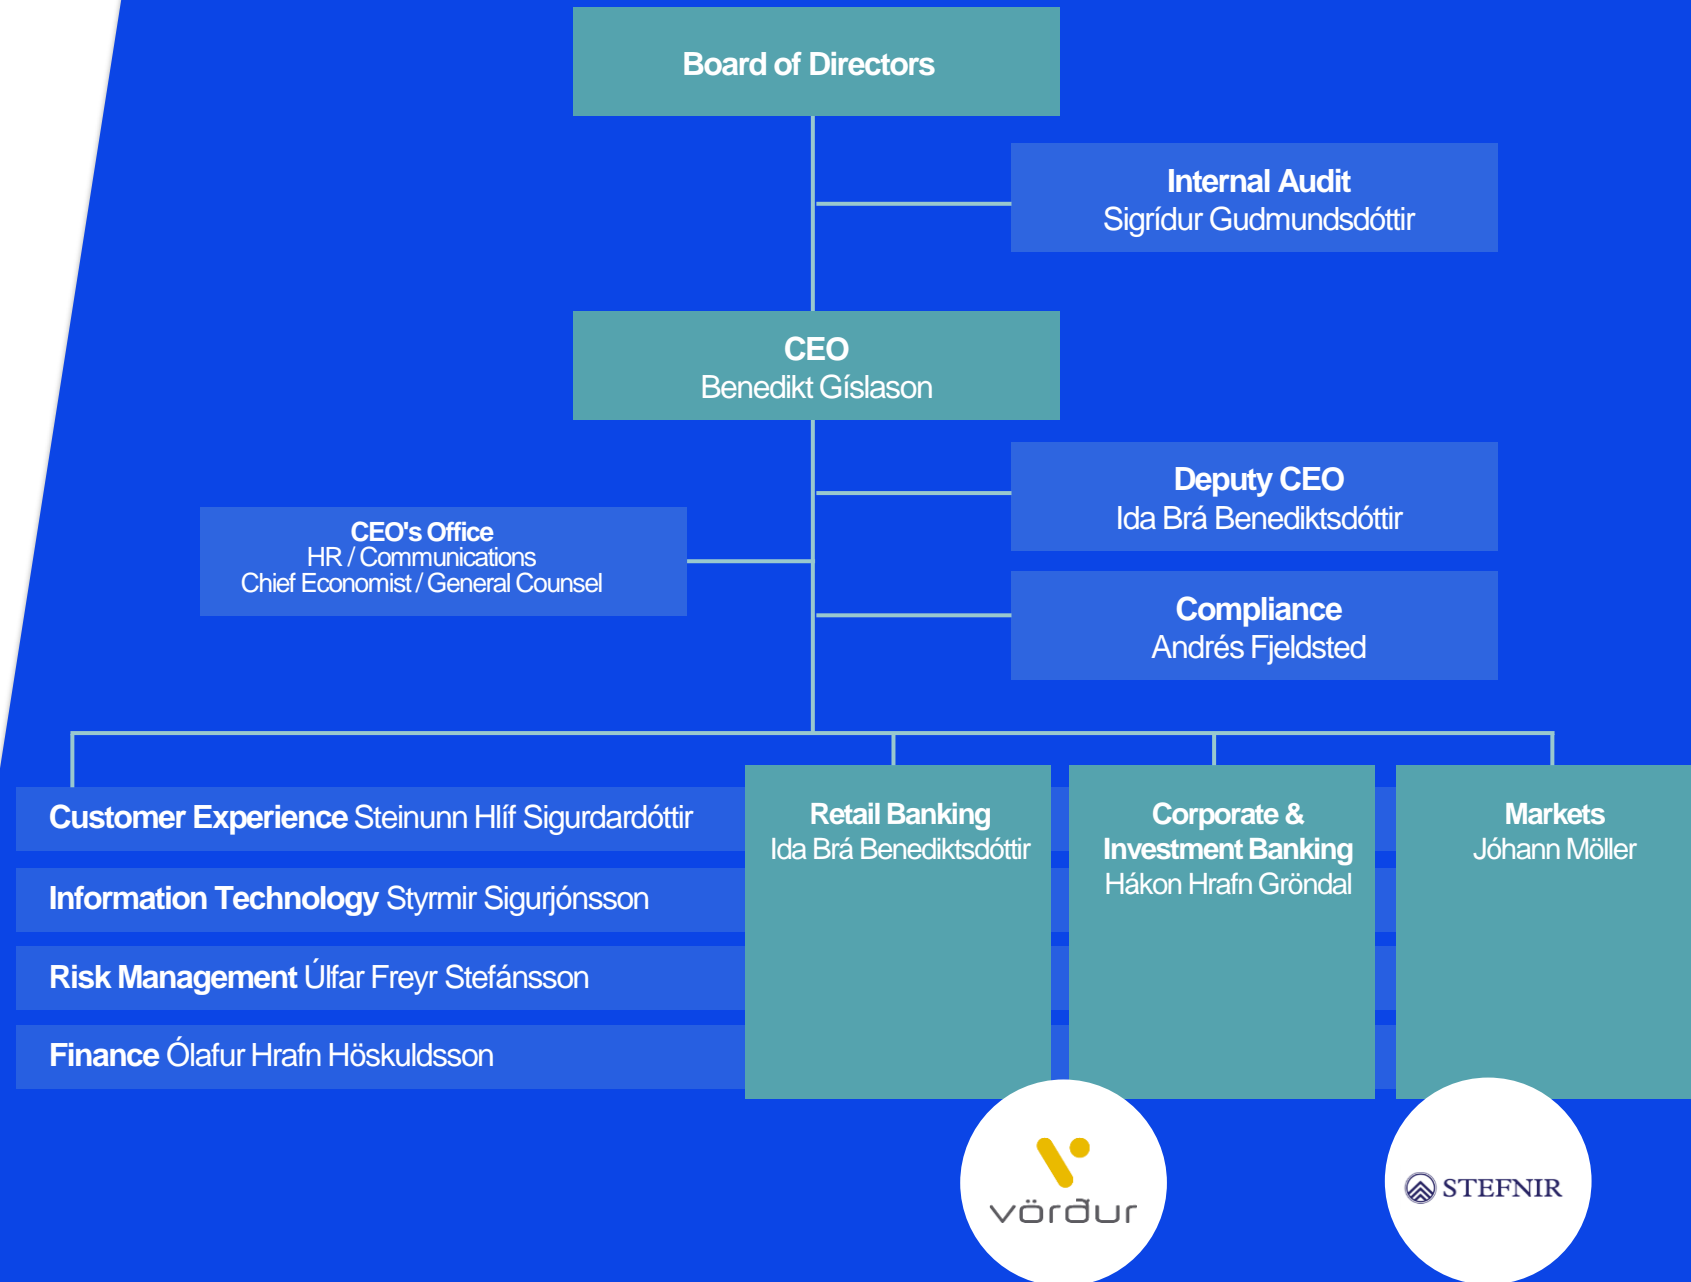 Board of Directors
Internal Audit
Sigrídur Gudmundsdóttir
CEO
Benedikt Gíslason
Deputy CEO
Ida Brá Benediktsdóttir
CEO's Office
HR / Communications
Chief Economist / General Counsel
Compliance
Andrés Fjeldsted
Customer Experience Steinunn Hlíf Sigurdardóttir
Information Technology Styrmir Sigurjónsson
Risk Management Úlfar Freyr Stefánsson
Finance Ólafur Hrafn Höskuldsson
Retail Banking
Ida Brá Benediktsdóttir
Corporate &
Investment Banking
Hákon Hrafn Gröndal
Markets
Jóhann Möller
vörður
STEFNIR